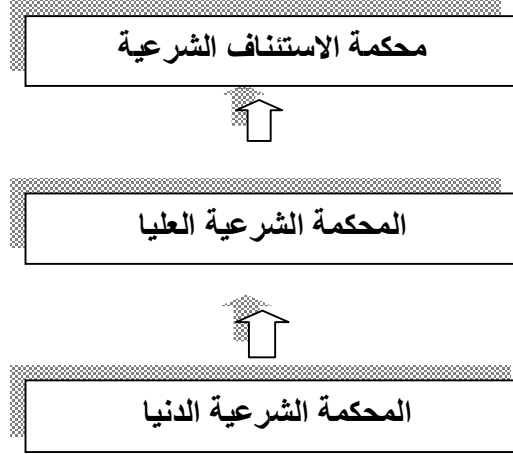 محكمة الاستئناف الشرعية
المحكمة الشرعية العليا
المحكمة الشرعية الدنيا